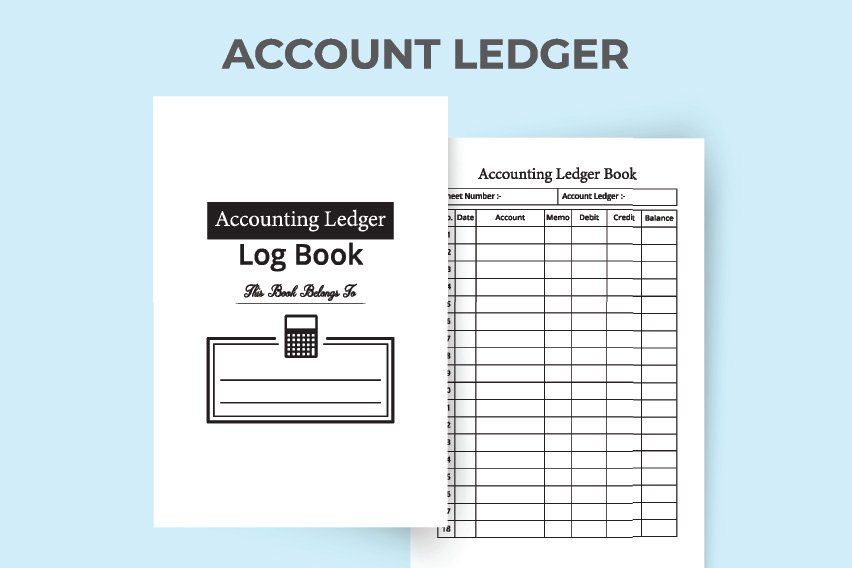 ACCOUNT LEDGER
Accounting Ledger
Log Book
This Book Belongs To
Accounting Ledger Book
heet Number :- Account Ledger :-
o. Date Account Memo Debit Credit Balance
1
2
3
4
5
6
7
8
9
0
1
2
3
4
5
6
7
18